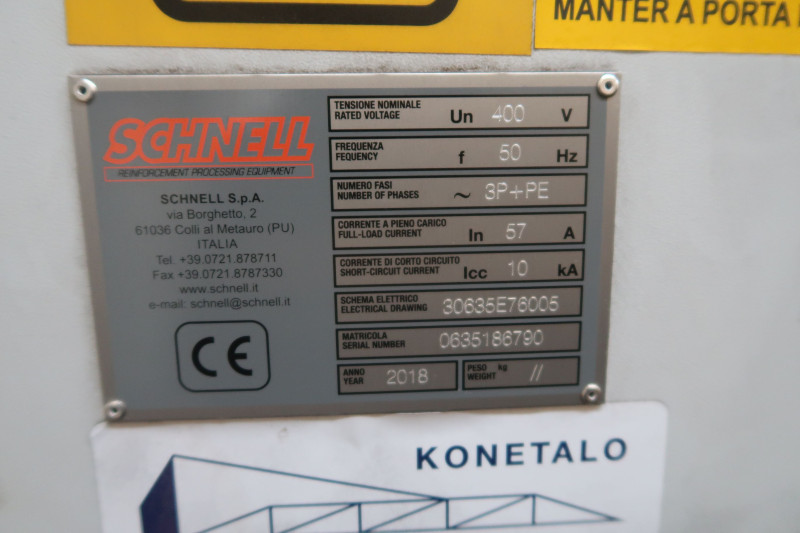 MANTER A PORTA
SCHNELL
REINFORCEMENT PROCESSING EQUIPMENT
SCHNELL S.p.A.
via Borghetto, 2
61036 Colli al Metauro (PU)
ITALIA
Tel. +39.0721.878711
Fax +39.0721.8787330
www.schnell.it
e-mail: schnell@schnell.it
CE
TENSIONE NOMINALE
RATED VOLTAGE Un 400 V
FREQUENZA
FEQUENCY f 50 Hz
NUMERO FASI
NUMBER OF PHASES ~ 3P+PE
CORRENTE A PIENO CARICO
FULL-LOAD CURRENT In 57 A
CORRENTE DI CORTO CIRCUITO
SHORT-CIRCUIT CURRENT Icc 10 kA
SCHEMA ELETTRICO
ELECTRICAL DRAWING 30635E76005
MATRICOLA
SERIAL NUMBER 0635186790
ANNO
YEAR 2018
PESO kg
WEIGHT //
KONETALO